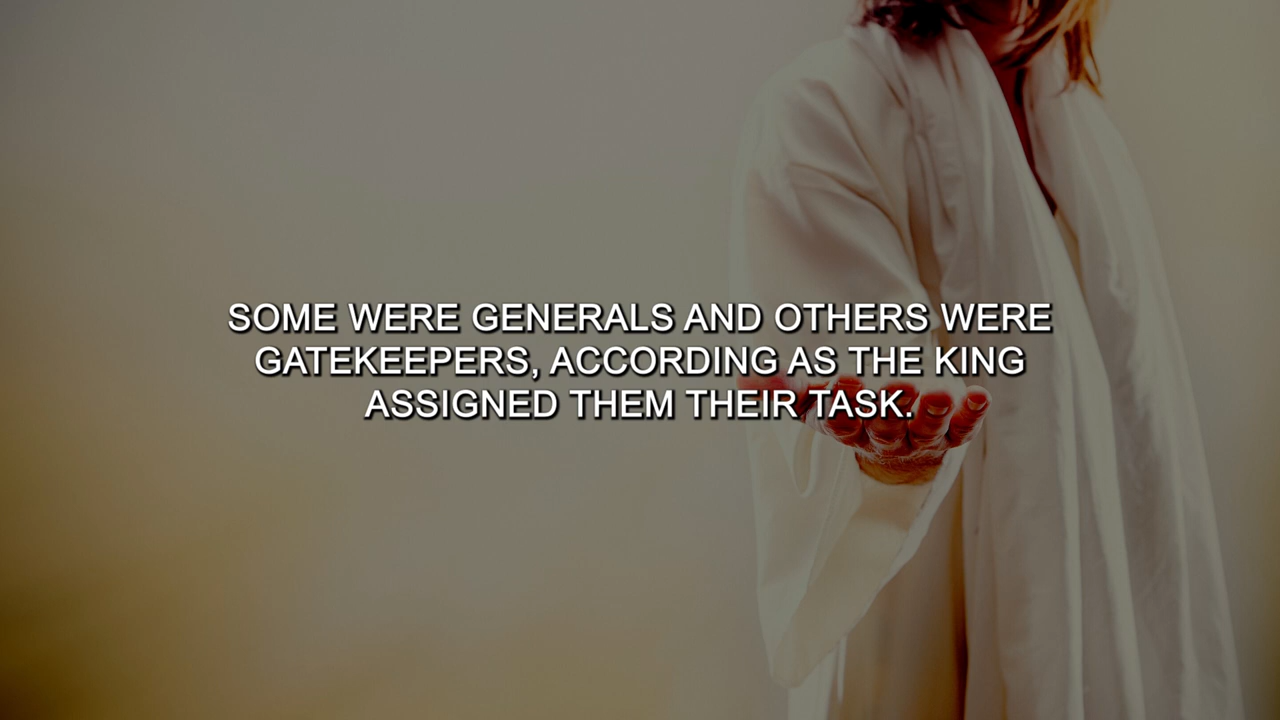 SOME WERE GENERALS AND OTHERS WERE
GATEKEEPERS, ACCORDING AS THE KING
ASSIGNED THEM THEIR TASK.